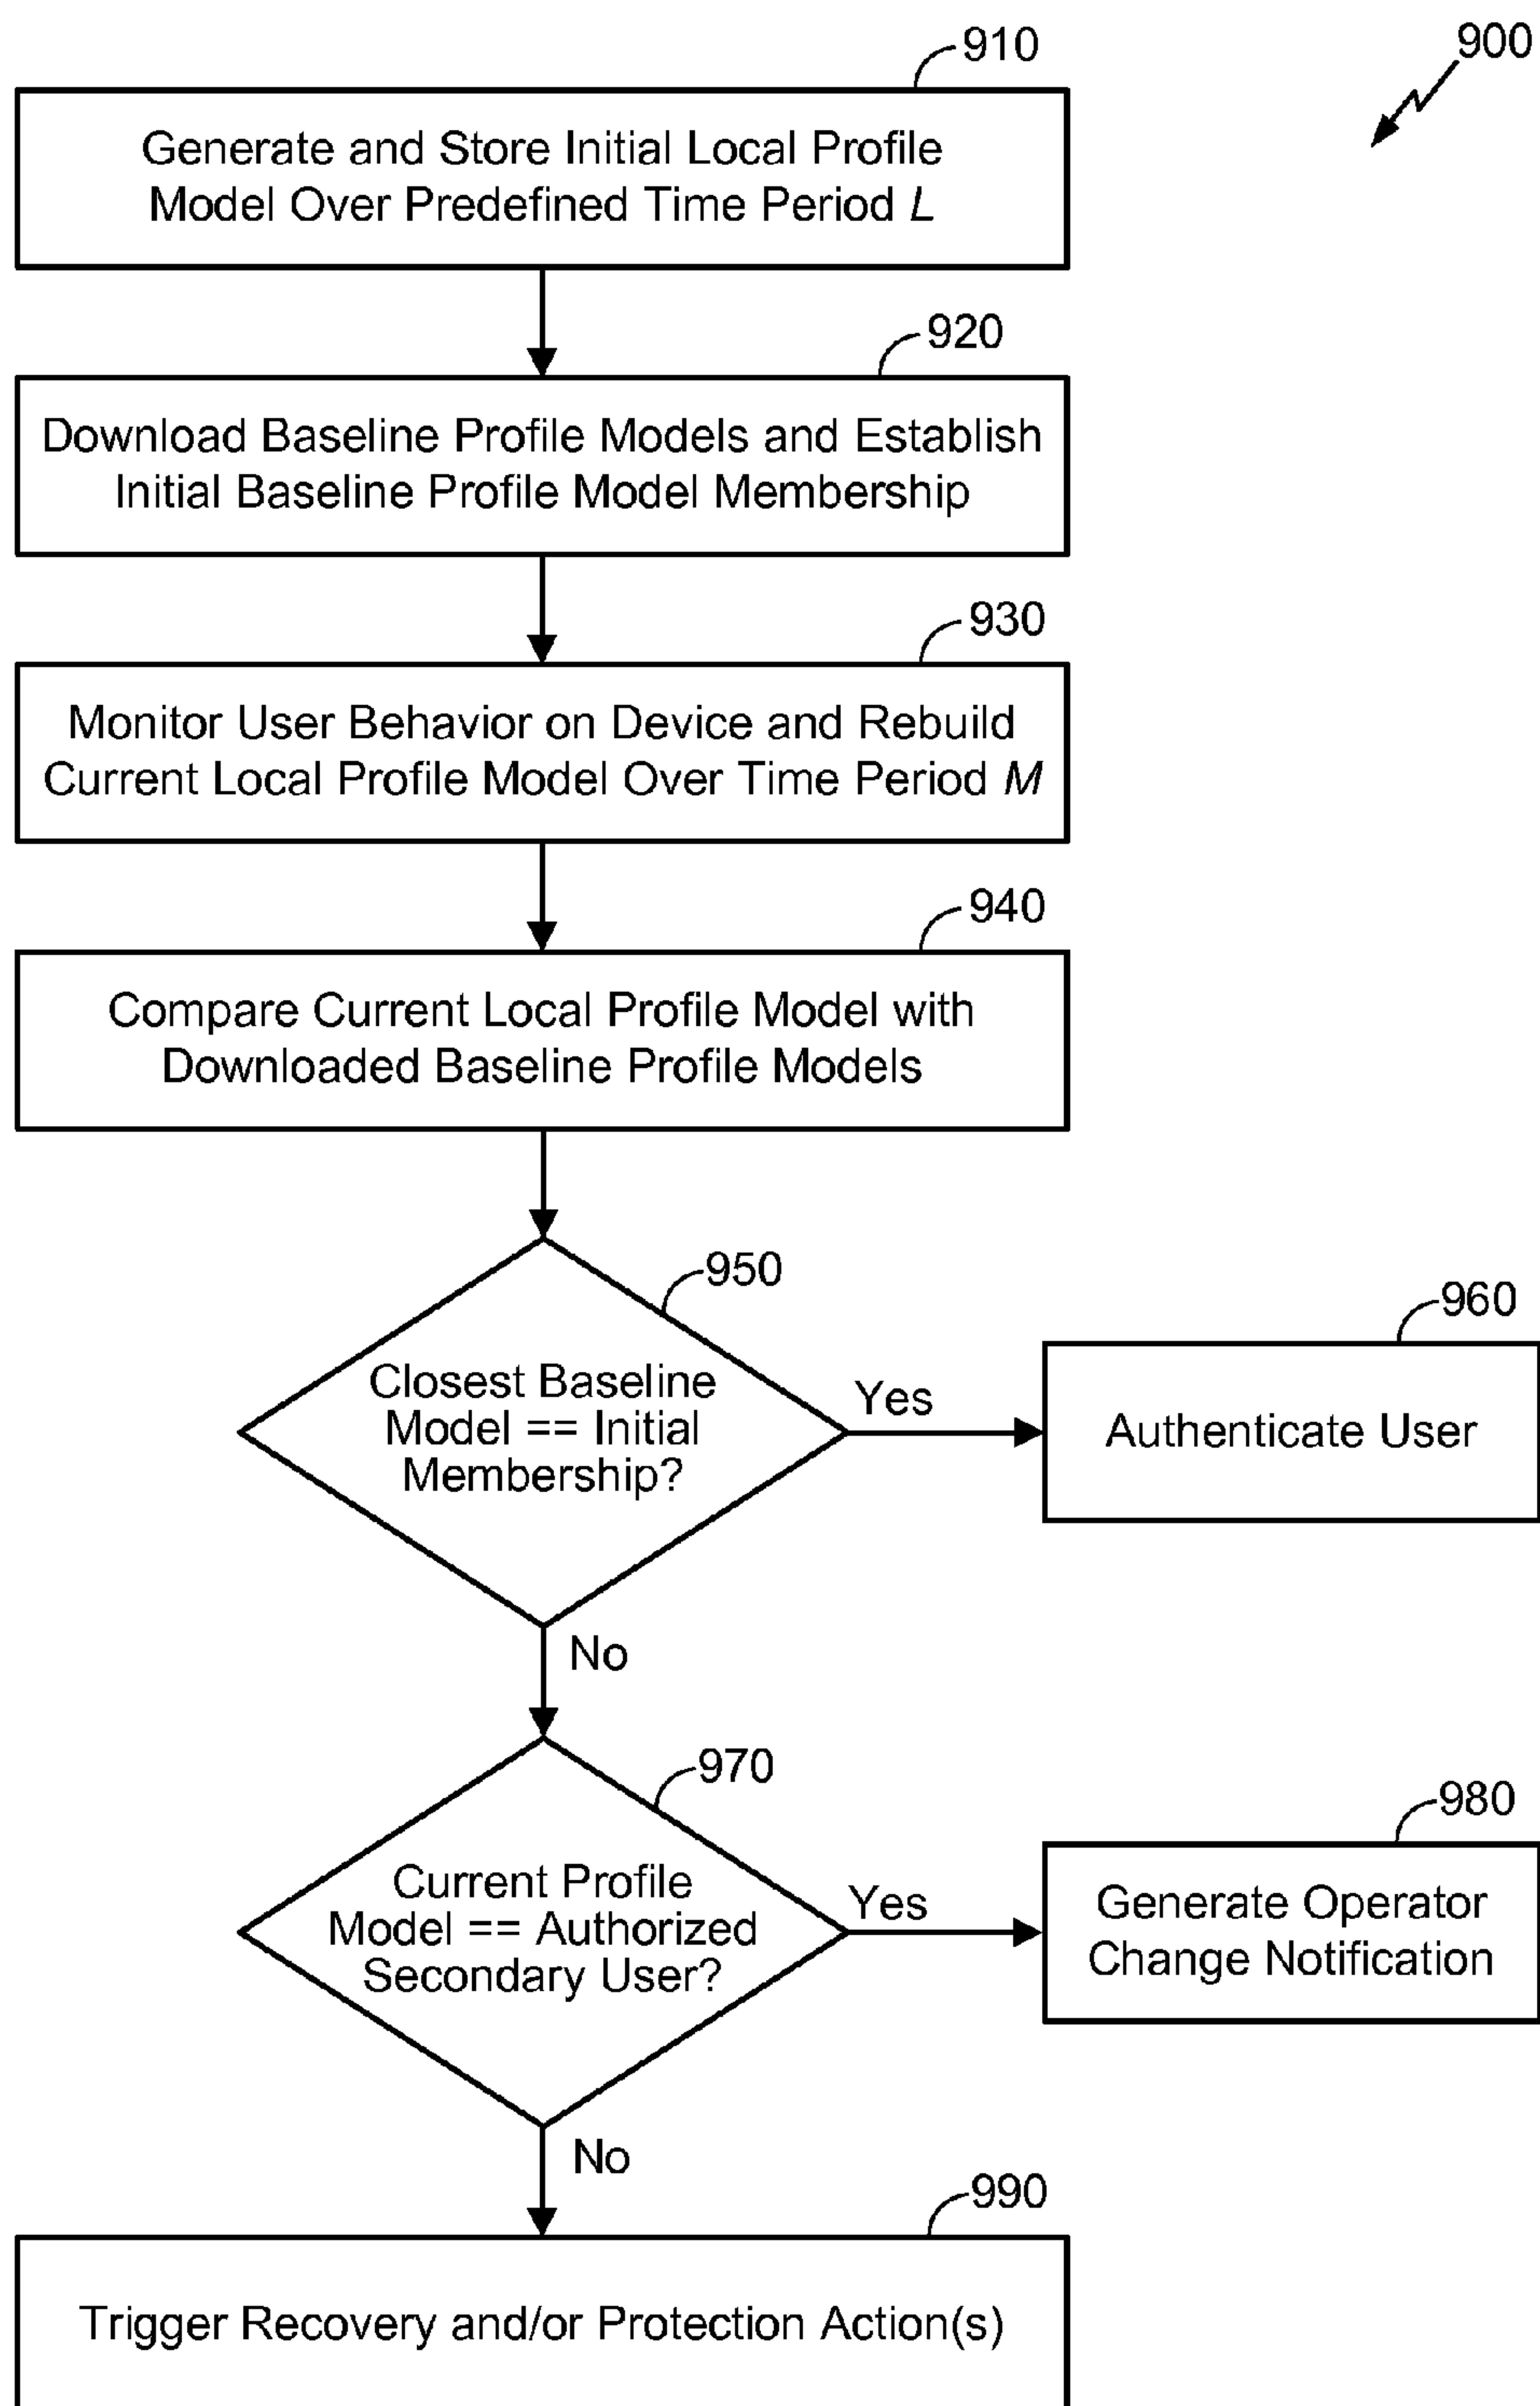 900
910
Generate and Store Initial Local Profile
Model Over Predefined Time Period L
920
Download Baseline Profile Models and Establish
Initial Baseline Profile Model Membership
930
Monitor User Behavior on Device and Rebuild
Current Local Profile Model Over Time Period M
940
Compare Current Local Profile Model with
Downloaded Baseline Profile Models
950
Closest Baseline
Model == Initial
Membership?
Yes
960
Authenticate User
No
970
Current Profile
Model == Authorized
Secondary User?
Yes
980
Generate Operator
Change Notification
No
990
Trigger Recovery and/or Protection Action(s)